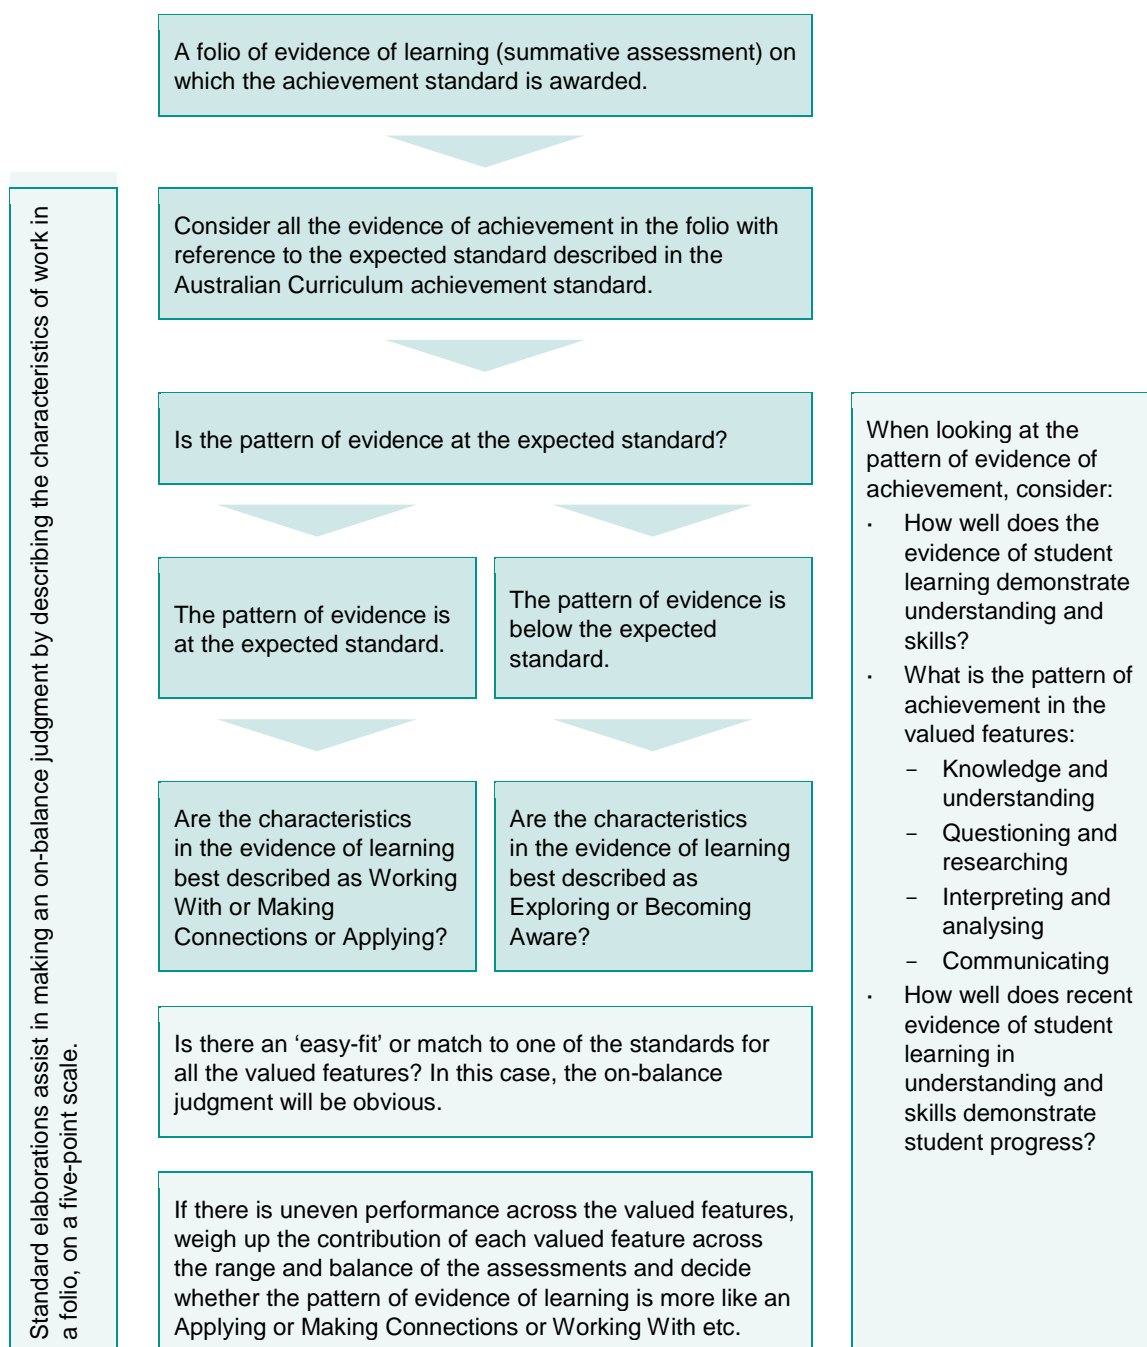 A folio of evidence of learning (summative assessment) on
which the achievement standard is awarded.
Standard elaborations assist in making an on-balance judgment by describing the characteristics of work in
a folio, on a five-point scale.
Consider all the evidence of achievement in the folio with
reference to the expected standard described in the
Australian Curriculum achievement standard.
Is the pattern of evidence at the expected standard?
The pattern of evidence is
at the expected standard.
The pattern of evidence is
below the expected
standard.
Are the characteristics
in the evidence of learning
best described as Working
With or Making
Connections or Applying?
Are the characteristics
in the evidence of learning
best described as
Exploring or Becoming
Aware?
Is there an ‘easy-fit’ or match to one of the standards for
all the valued features? In this case, the on-balance
judgment will be obvious.
If there is uneven performance across the valued features,
weigh up the contribution of each valued feature across
the range and balance of the assessments and decide
whether the pattern of evidence of learning is more like an
Applying or Making Connections or Working With etc.
When looking at the
pattern of evidence of
achievement, consider:
· How well does the
evidence of student
learning demonstrate
understanding and
skills?
· What is the pattern of
achievement in the
valued features:
– Knowledge and
understanding
– Questioning and
researching
– Interpreting and
analysing
– Communicating
· How well does recent
evidence of student
learning in
understanding and
skills demonstrate
student progress?